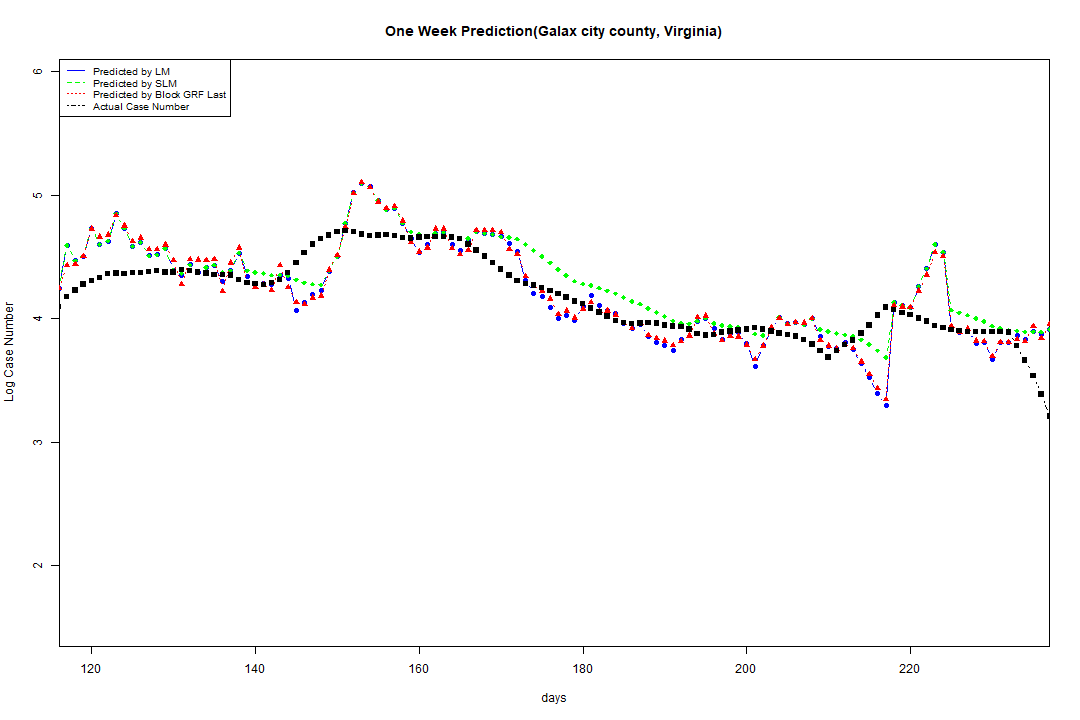 One Week Prediction(Galax city county, Virginia)
Predicted by LM
Predicted by SLM
Predicted by Block GRF Last
Actual Case Number
6
5
4
3
2
Log Case Number
120 140 160 180 200 220
days